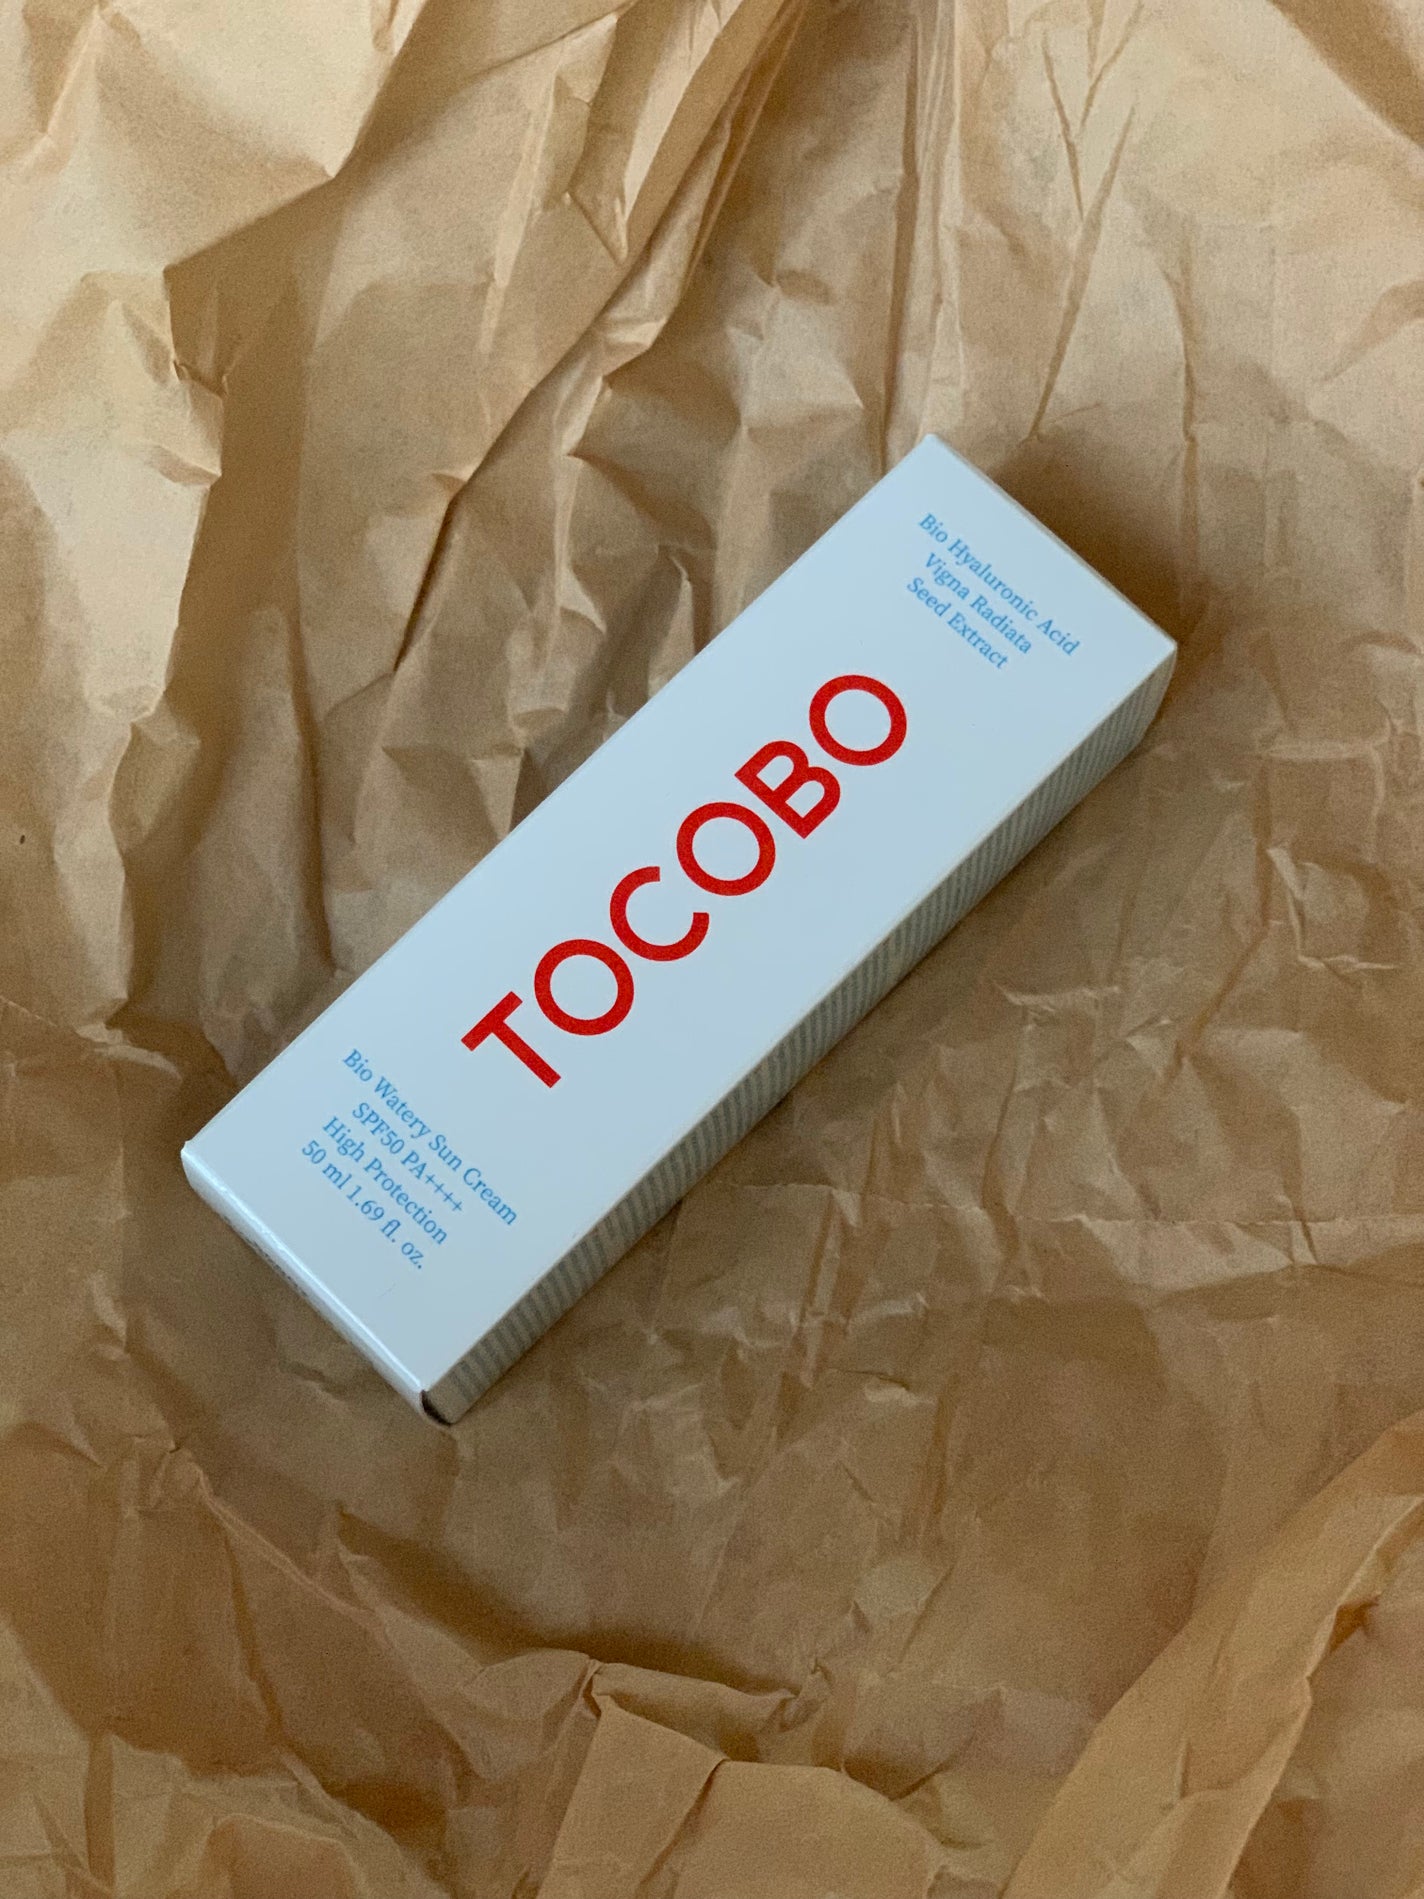 Bio Hyaluronic Acid
Vigna Radiata
Seed Extract
TOCOBO
Bio Watery Sun Cream
SPF50 PA++++
High Protection
50 ml 1.69 fl. oz.